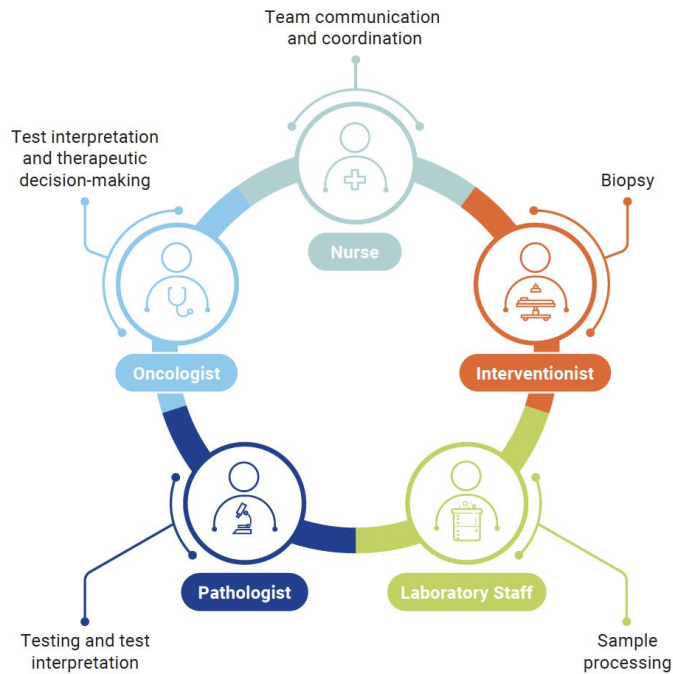 Team communication
and coordination
Nurse
Test interpretation
and therapeutic
decision-making
Oncologist
Biopsy
Interventionist
Pathologist
Testing and test
interpretation
Laboratory Staff
Sample
processing